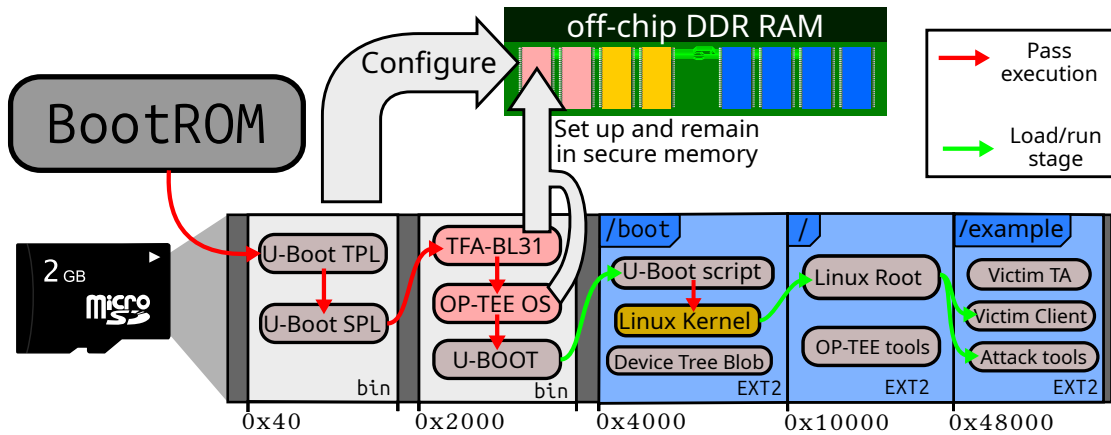 off-chip DDR RAM
Configure
BootROM
Set up and remain
in secure memory
Pass
execution
Load/run
stage
2 GB
micro
SD
U-Boot TPL
U-Boot SPL
bin
TFA-BL31
OP-TEE OS
U-BOOT
bin
/boot
U-Boot script
Linux Kernel
Device Tree Blob
EXT2
/
Linux Root
OP-TEE tools
EXT2
/example
Victim TA
Victim Client
Attack tools
EXT2
0x40
0x2000
0x4000
0x10000
0x48000